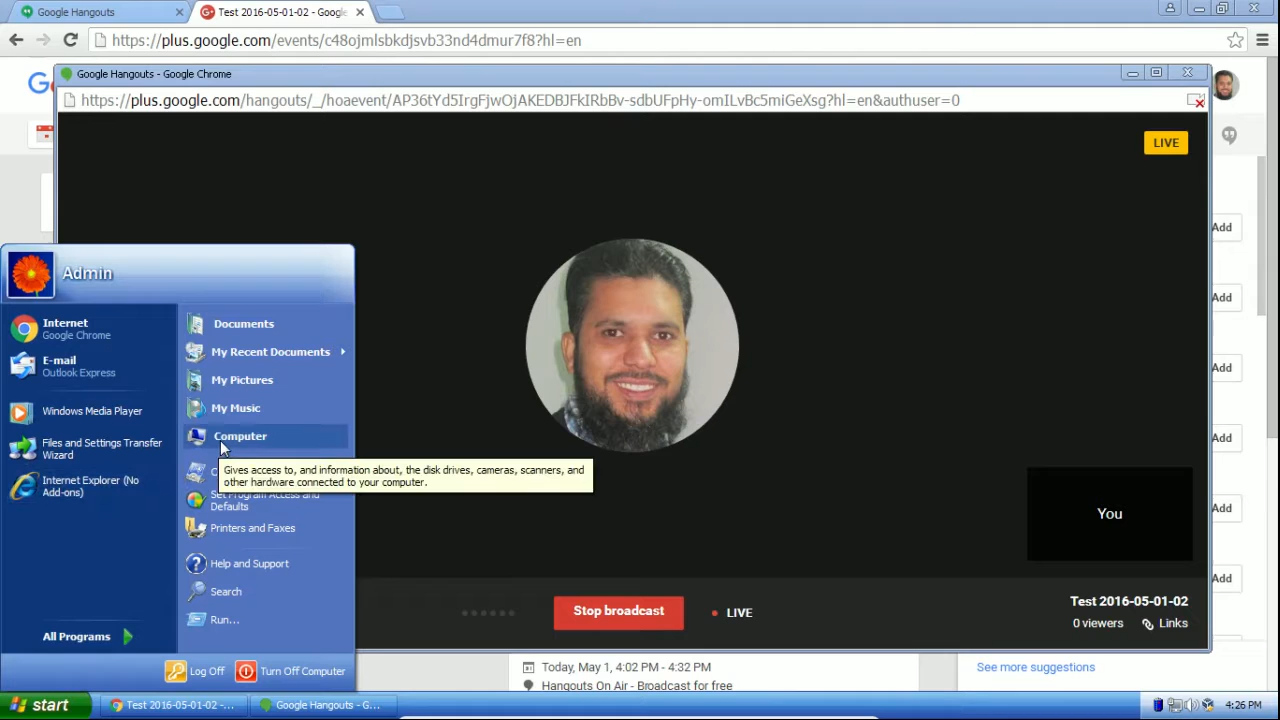 Google Hangouts
Test 2016-05-01-02 - Google
https://plus.google.com/events/c48ojmlsbkdjsvb33nd4dmur7f8?hl=en
Google Hangouts - Google Chrome
https://plus.google.com/hangouts/_/hoaevent/AP36tYd5IrgFjwOjAKEDBJFkIRbBv-sdbUFpHy-omILvBc5miGeXsg?hl=en&authuser=0
LIVE
Add
Add
Add
Add
Add
Add
Admin
Internet
Google Chrome
E-mail
Outlook Express
Windows Media Player
Files and Settings Transfer
Wizard
Internet Explorer (No
Add-ons)
All Programs
Documents
My Recent Documents
My Pictures
My Music
Computer
Gives access to, and information about, the disk drives, cameras, scanners, and
other hardware connected to your computer.
Set Program Access and
Defaults
Printers and Faxes
Help and Support
Search
Run...
Log Off
Turn Off Computer
You
Stop broadcast
LIVE
Test 2016-05-01-02
0 viewers
Links
Today, May 1, 4:02 PM - 4:32 PM
Hangouts On Air - Broadcast for free
See more suggestions
start
Test 2016-05-01-02 -...
Google Hangouts - G...
4:26 PM